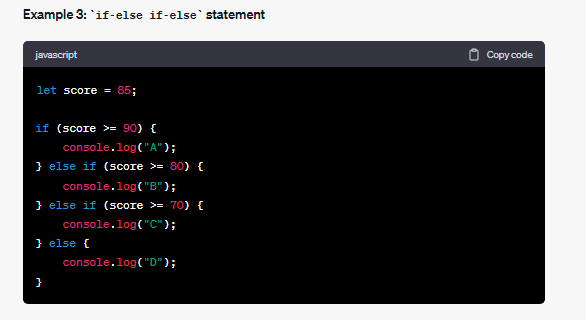 Example 3: `if-else if-else` statement
javascript Copy code
let score = 85;
if (score >= 90) {
    console.log("A");
} else if (score >= 80) {
    console.log("B");
} else if (score >= 70) {
    console.log("C");
} else {
    console.log("D");
}